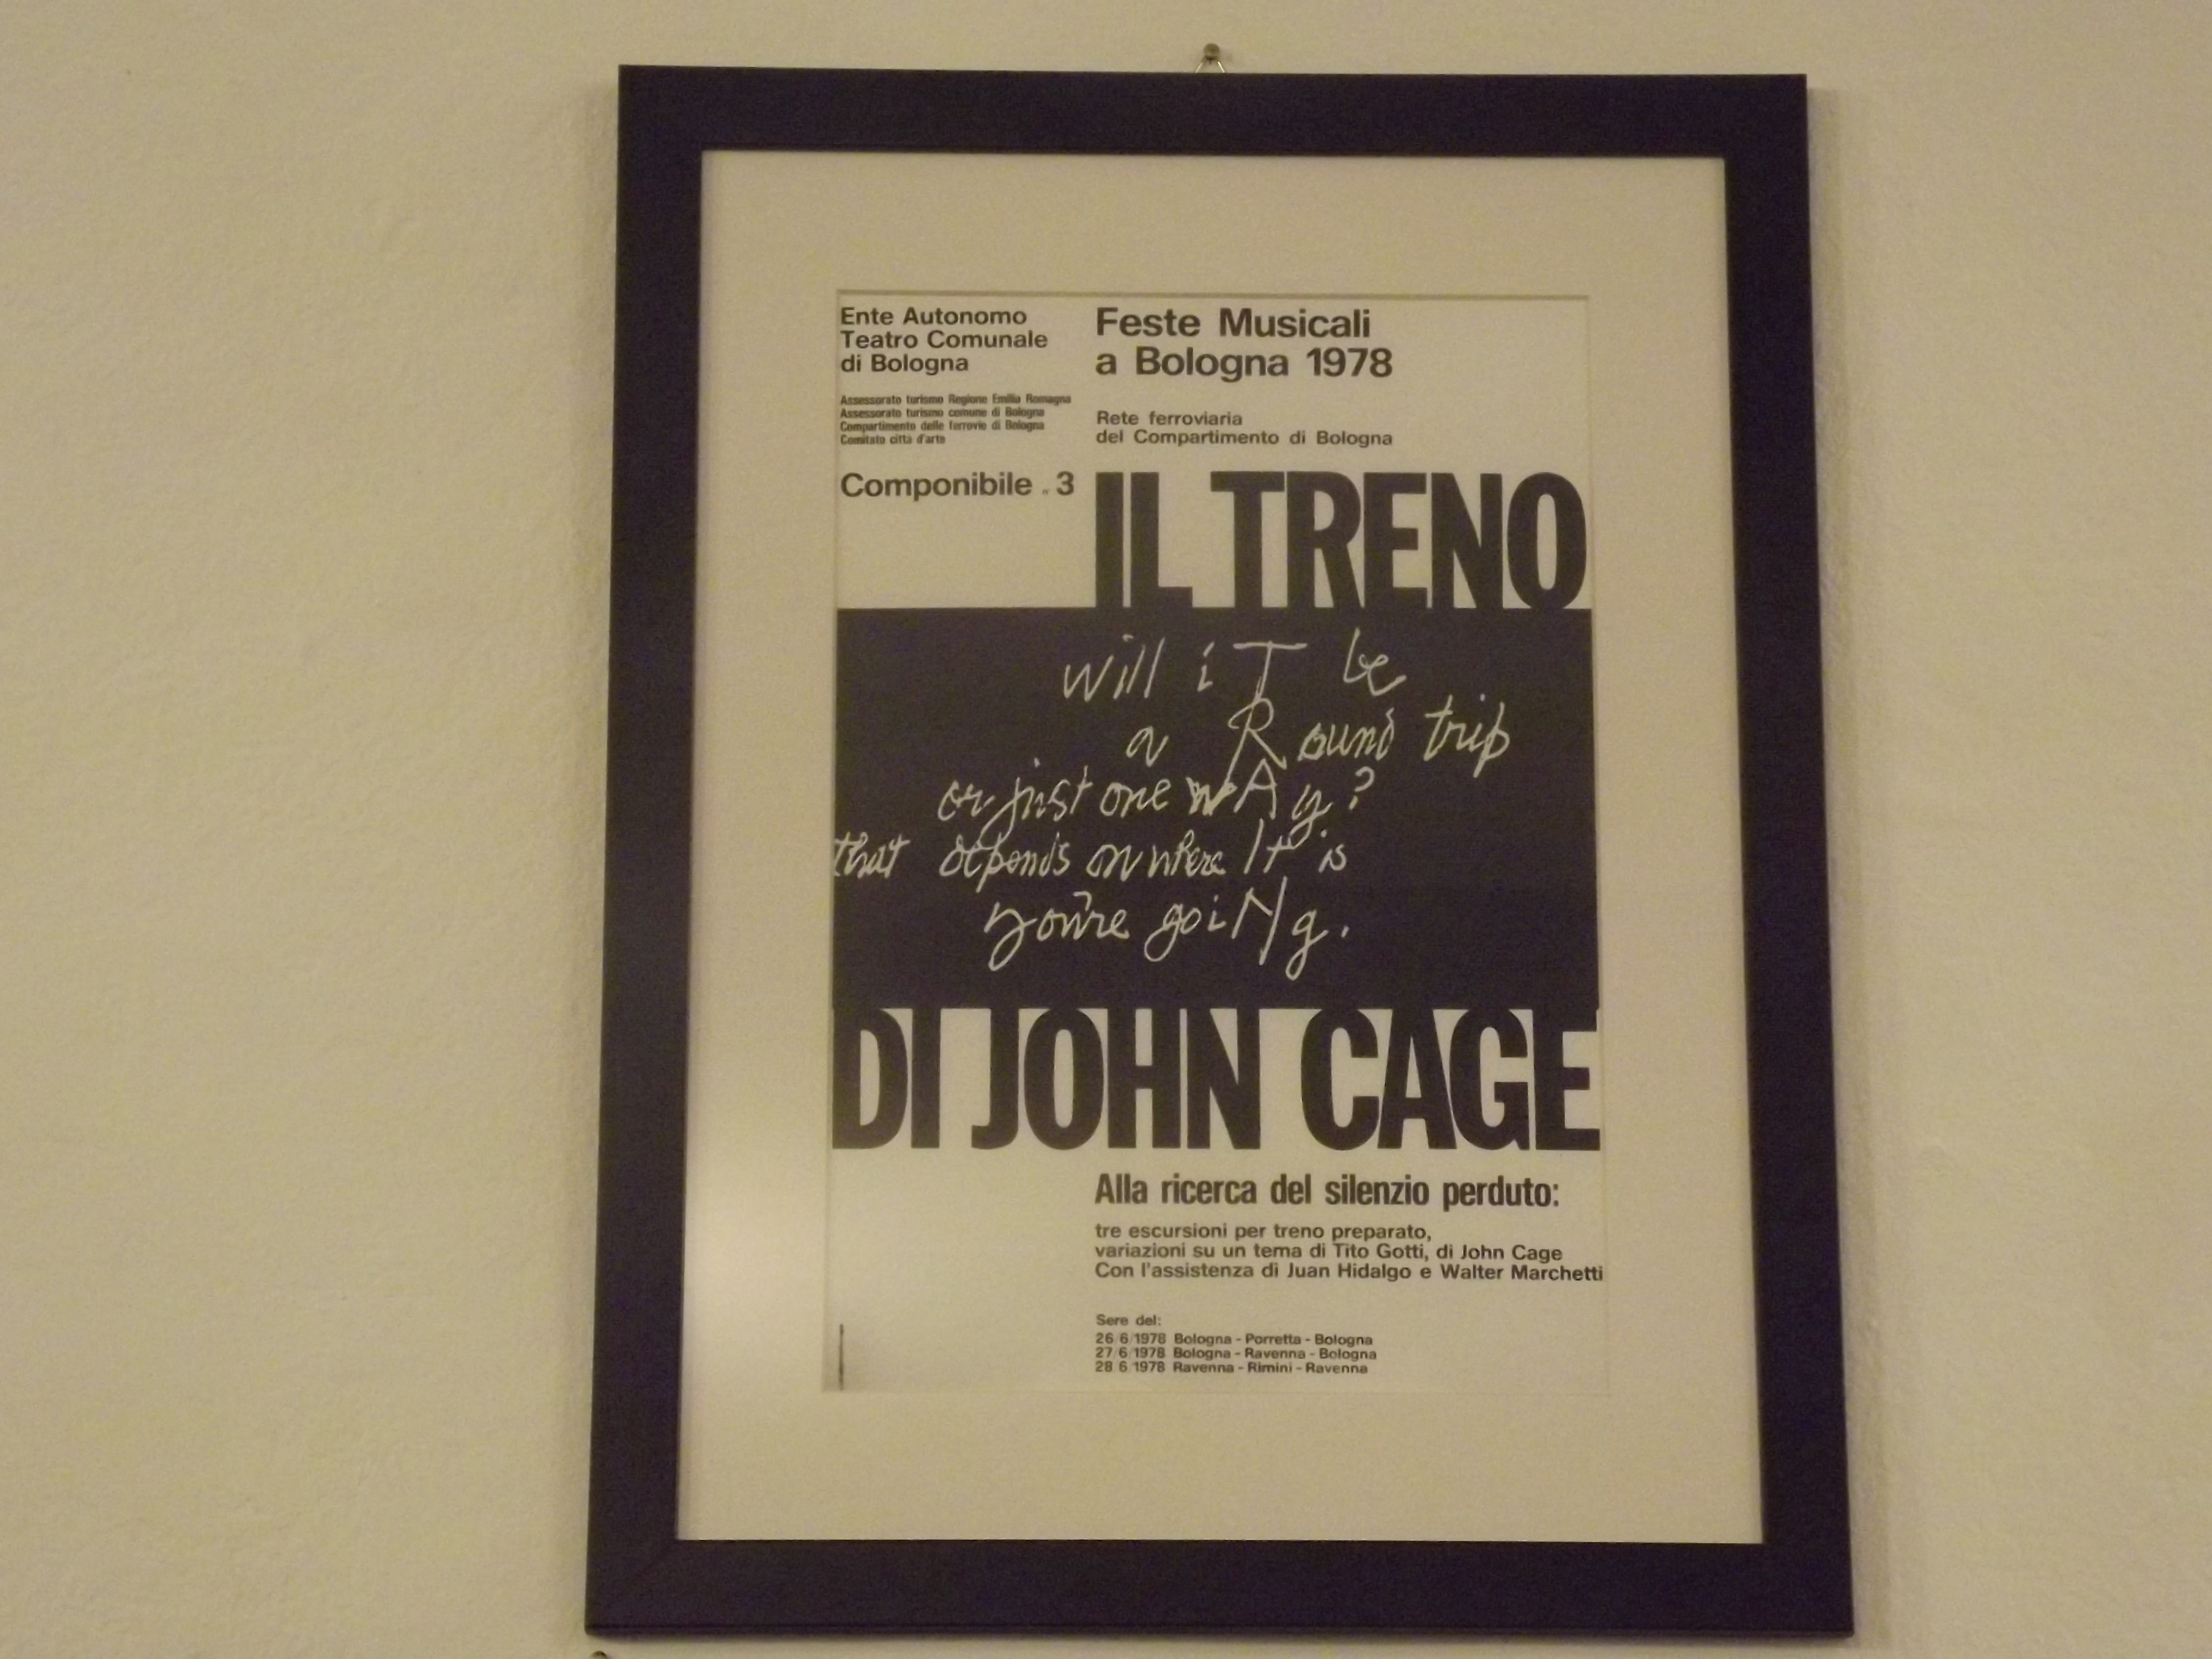 Ente Autonomo
Teatro Comunale
di Bologna
Assessorato turismo Regione Emilia Romagna
Assessorato turismo comune di Bologna
Compartimento delle ferrovie di Bologna
Comitato città d'arte
Componibile n. 3
Feste Musicali
a Bologna 1978
Rete ferroviaria
del Compartimento di Bologna
IL TRENO
will iT be
a Round trip
or just one wAy?
that depends on where It is
you're goiNg.
DI JOHN CAGE
Alla ricerca del silenzio perduto:
tre escursioni per treno preparato,
variazioni su un tema di Tito Gotti, di John Cage
Con l'assistenza di Juan Hidalgo e Walter Marchetti
Sere del:
26/6/1978 Bologna - Porretta - Bologna
27/6/1978 Bologna - Ravenna - Bologna
28/6/1978 Ravenna - Rimini - Ravenna